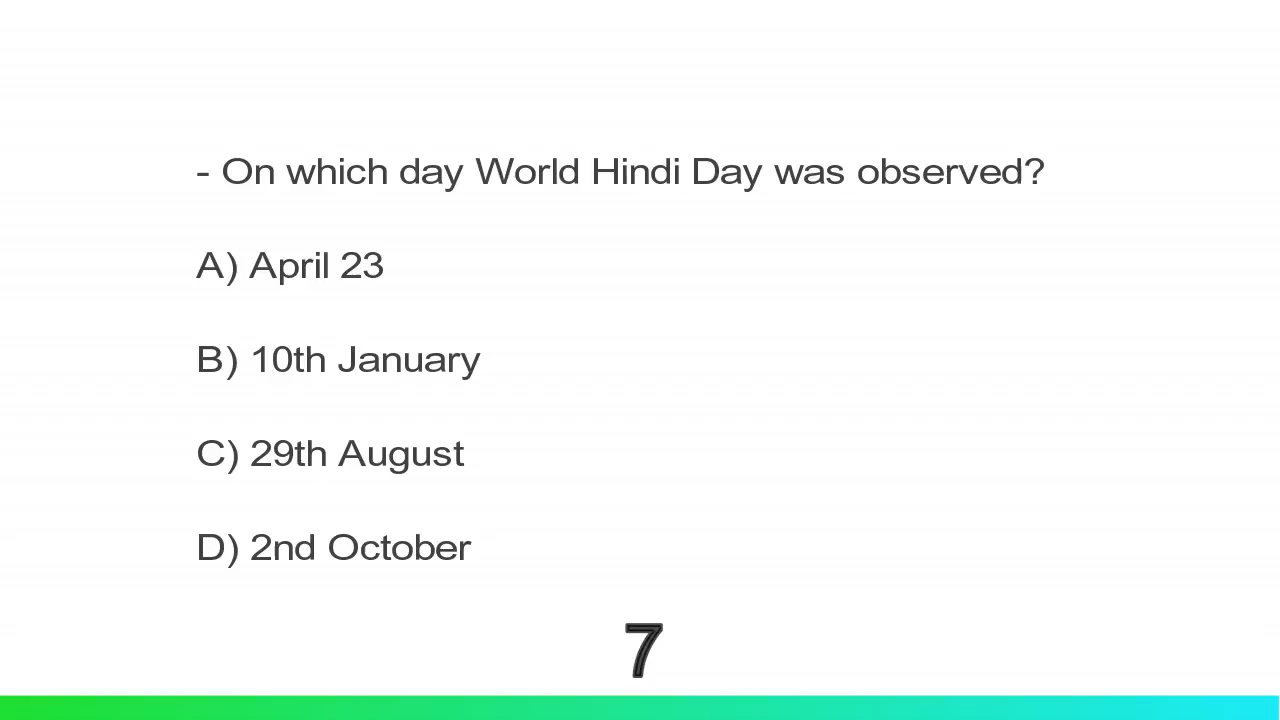 - On which day World Hindi Day was observed?
A) April 23
B) 10th January
C) 29th August
D) 2nd October
7